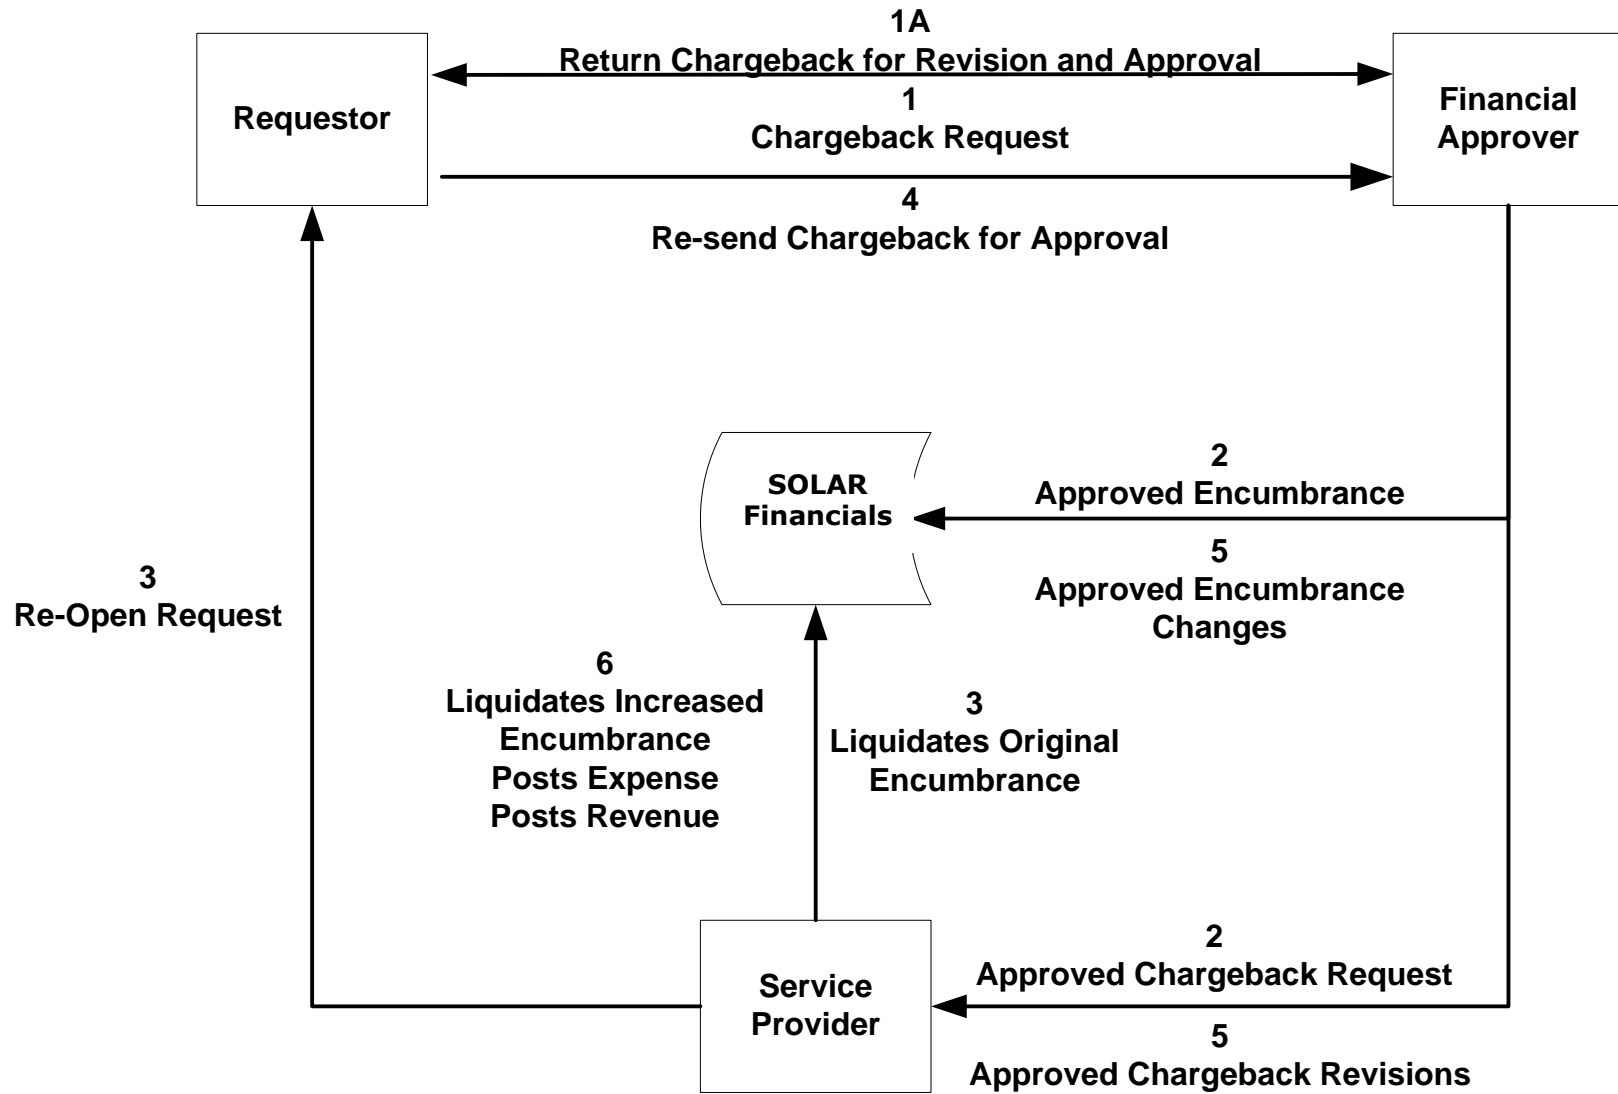 1A
Return Chargeback for Revision and Approval
Requestor
1
Chargeback Request
Financial
Approver
4
Re-send Chargeback for Approval
SOLAR
Financials
2
Approved Encumbrance
5
Approved Encumbrance
Changes
3
Re-Open Request
6
Liquidates Increased
Encumbrance
Posts Expense
Posts Revenue
3
Liquidates Original
Encumbrance
Service
Provider
2
Approved Chargeback Request
5
Approved Chargeback Revisions